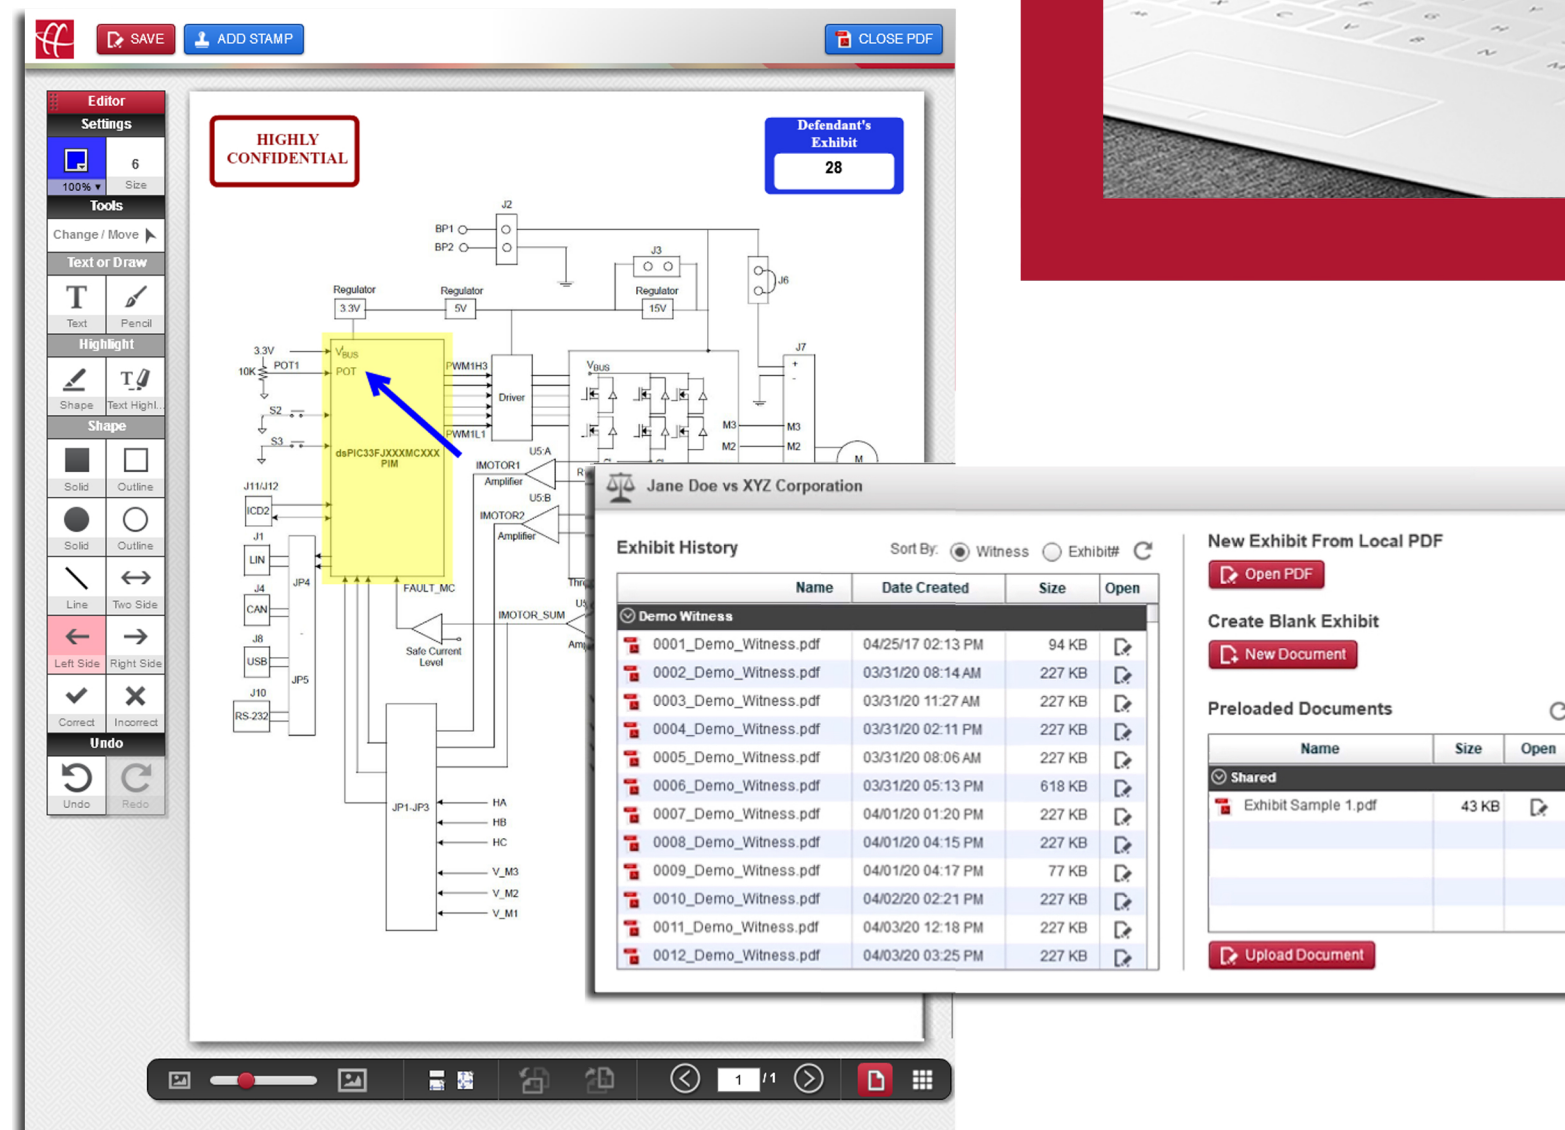 SAVE
ADD STAMP
CLOSE PDF
Editor
Settings
6
100% ▾
Size
Tools
Change / Move
Text or Draw
T
Text
Pencil
Highlight
T
Shape
Text Highl...
Shape
Solid
Outline
Solid
Outline
Line
Two Side
Left Side
Right Side
Correct
Incorrect
Undo
Undo
Redo
HIGHLY
CONFIDENTIAL
Defendant's
Exhibit
28
J2
BP1
BP2
J3
J6
Regulator
3.3V
Regulator
5V
Regulator
15V
3.3V
10K
POT1
VBUS
POT
S2
S3
dsPIC33FJXXXMCXXX
PIM
PWM1H3
PWM1L1
Driver
VBUS
J7
+
-
M3
M3
M2
M2
M
U5:A
IMOTOR1
Amplifier
U5:B
IMOTOR2
Amplifier
J11/J12
ICD2
J1
LIN
J4
CAN
J8
USB
J10
RS-232
JP4
JP5
FAULT_MC
IMOTOR_SUM
Safe Current
Level
JP1-JP3
HA
HB
HC
V_M3
V_M2
V_M1
1 / 1
Jane Doe vs XYZ Corporation
Exhibit History
Sort By: Witness Exhibit#
Name Date Created Size Open
Demo Witness
0001_Demo_Witness.pdf 04/25/17 02:13 PM 94 KB
0002_Demo_Witness.pdf 03/31/20 08:14 AM 227 KB
0003_Demo_Witness.pdf 03/31/20 11:27 AM 227 KB
0004_Demo_Witness.pdf 03/31/20 02:11 PM 227 KB
0005_Demo_Witness.pdf 03/31/20 08:06 AM 227 KB
0006_Demo_Witness.pdf 03/31/20 05:13 PM 618 KB
0007_Demo_Witness.pdf 04/01/20 01:20 PM 227 KB
0008_Demo_Witness.pdf 04/01/20 04:15 PM 227 KB
0009_Demo_Witness.pdf 04/01/20 04:17 PM 77 KB
0010_Demo_Witness.pdf 04/02/20 02:21 PM 227 KB
0011_Demo_Witness.pdf 04/03/20 12:18 PM 227 KB
0012_Demo_Witness.pdf 04/03/20 03:25 PM 227 KB
New Exhibit From Local PDF
Open PDF
Create Blank Exhibit
New Document
Preloaded Documents
Name Size Open
Shared
Exhibit Sample 1.pdf 43 KB
Upload Document